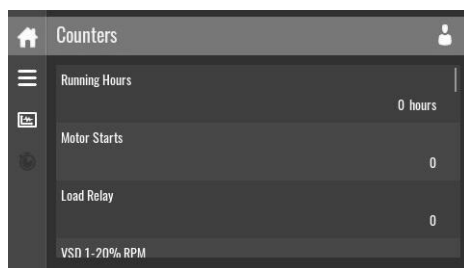 Counters
Running Hours
0 hours
Motor Starts
0
Load Relay
0
VSD 1-20% RPM